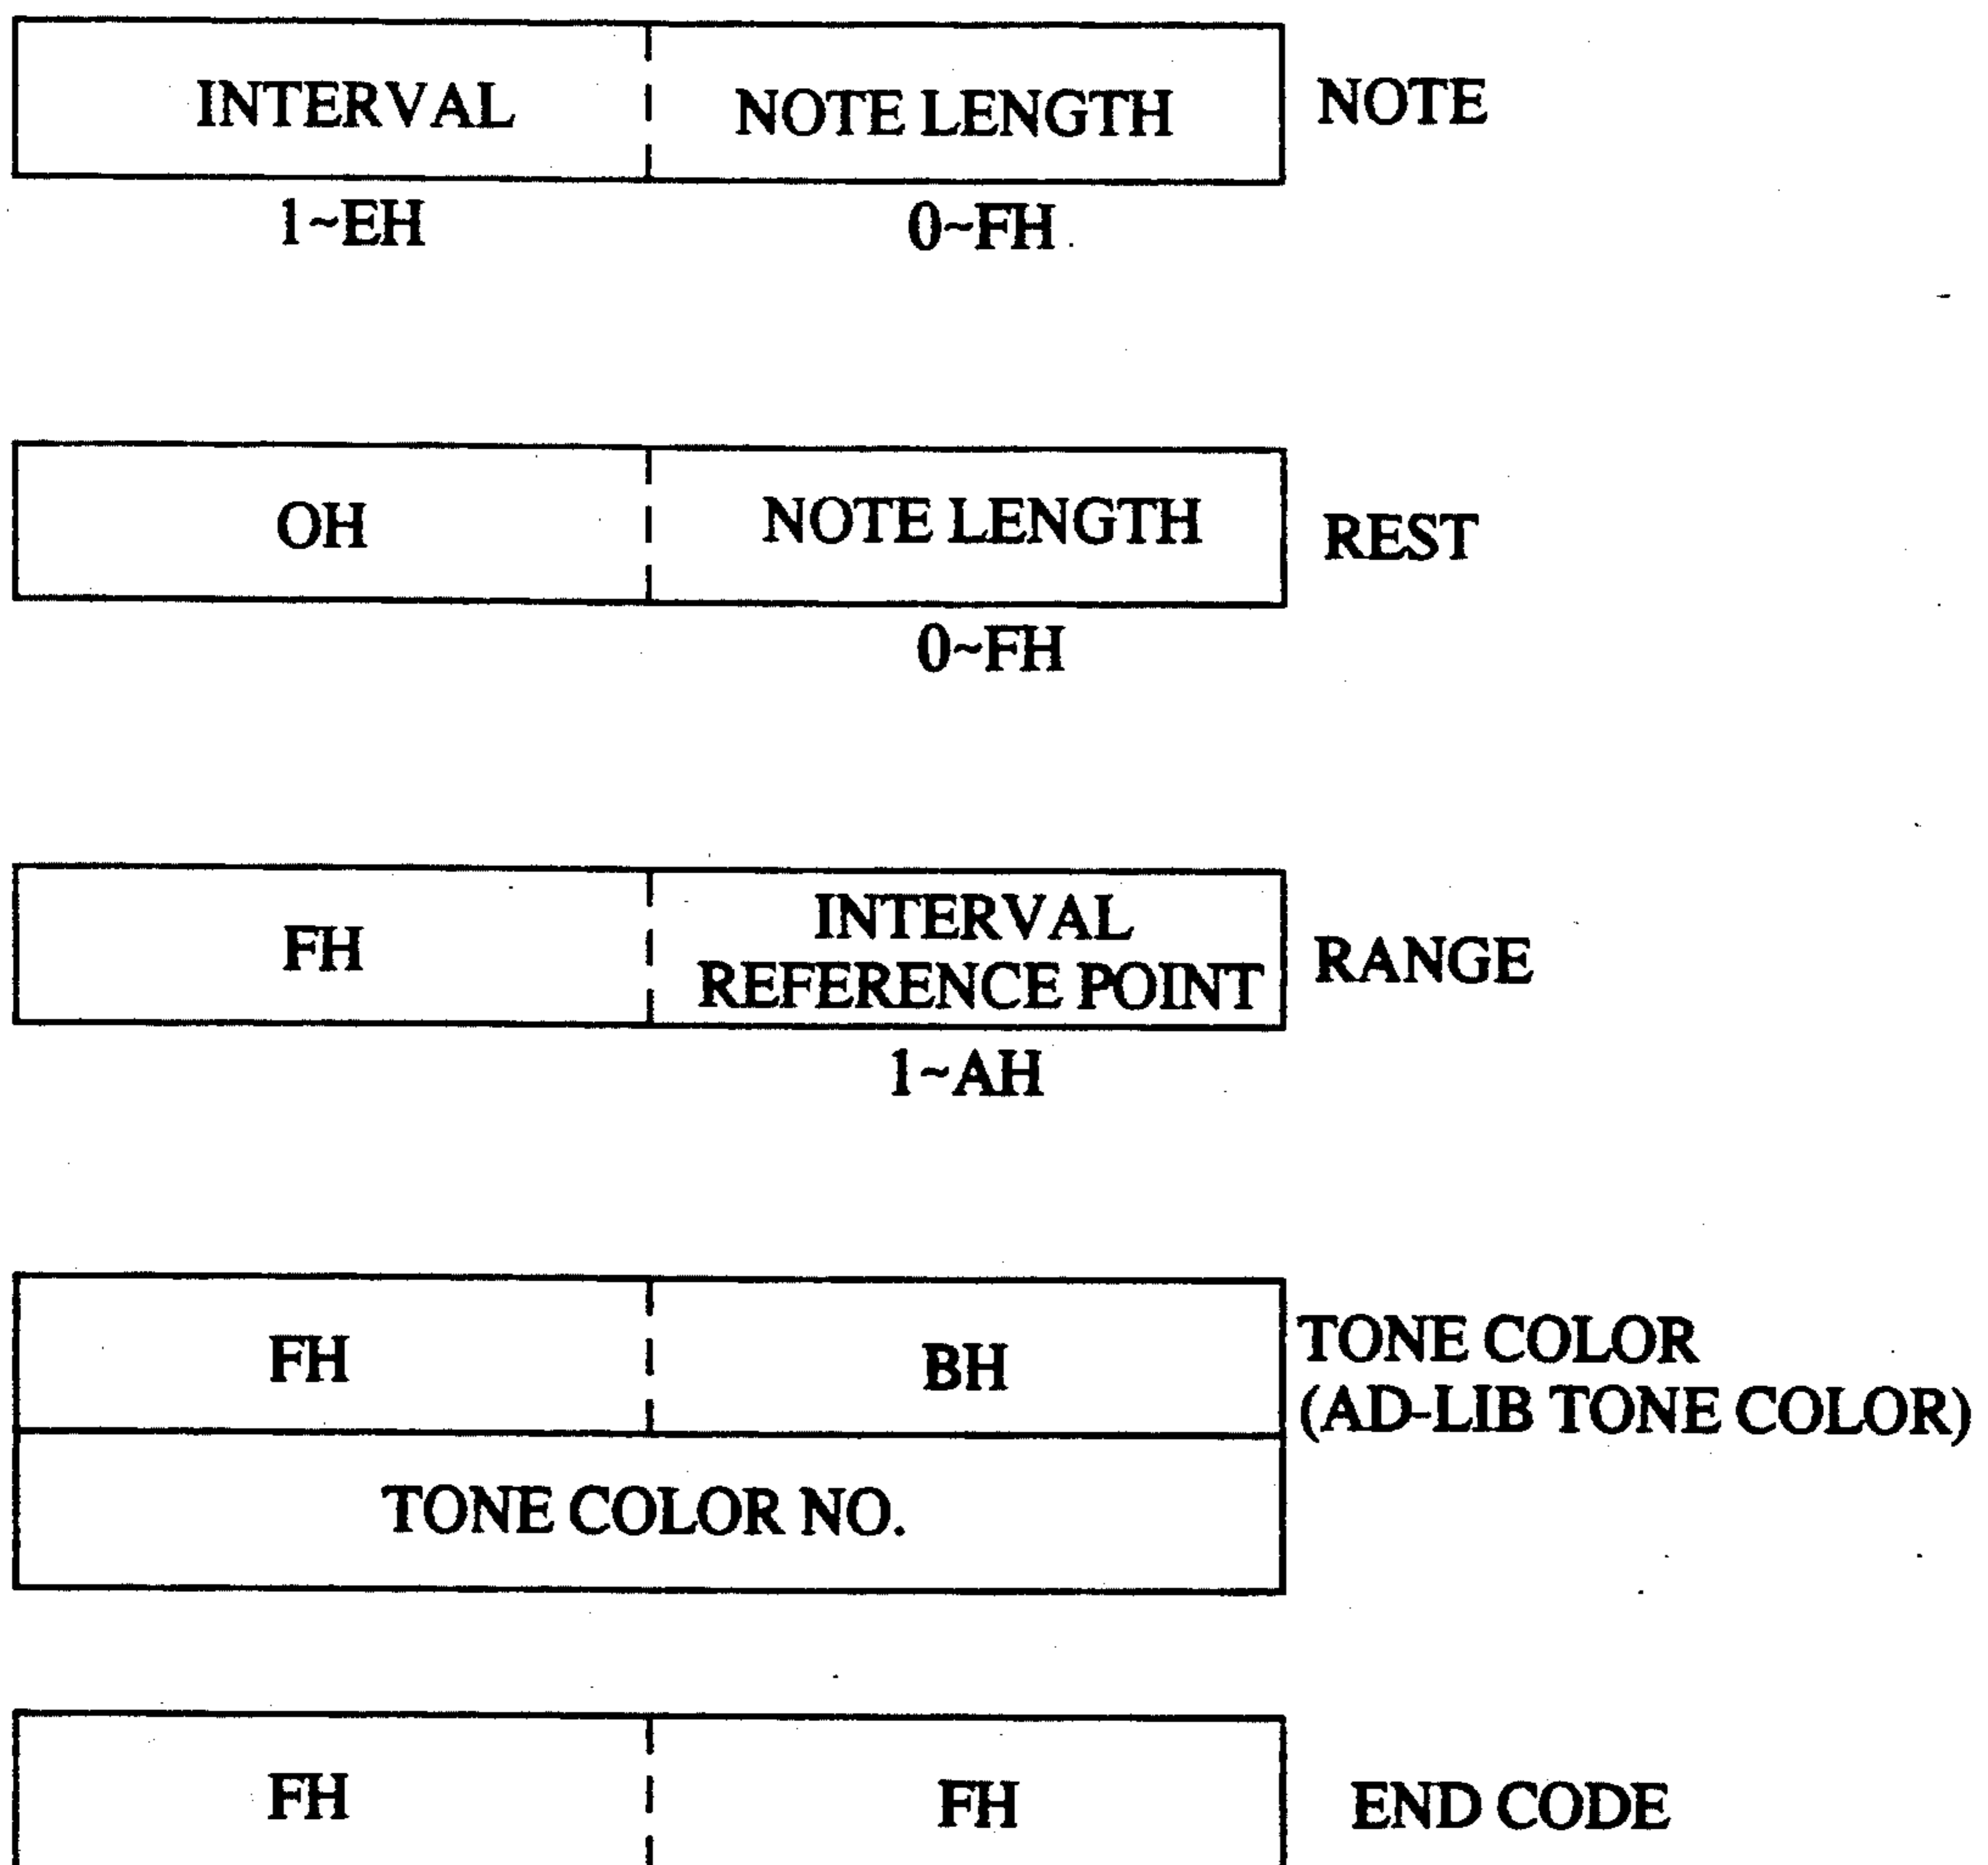 INTERVAL NOTE LENGTH NOTE
1~EH 0~FH
OH NOTE LENGTH REST
0~FH
FH INTERVAL REFERENCE POINT RANGE
1~AH
FH BH TONE COLOR
(AD-LIB TONE COLOR)
TONE COLOR NO.
FH FH END CODE